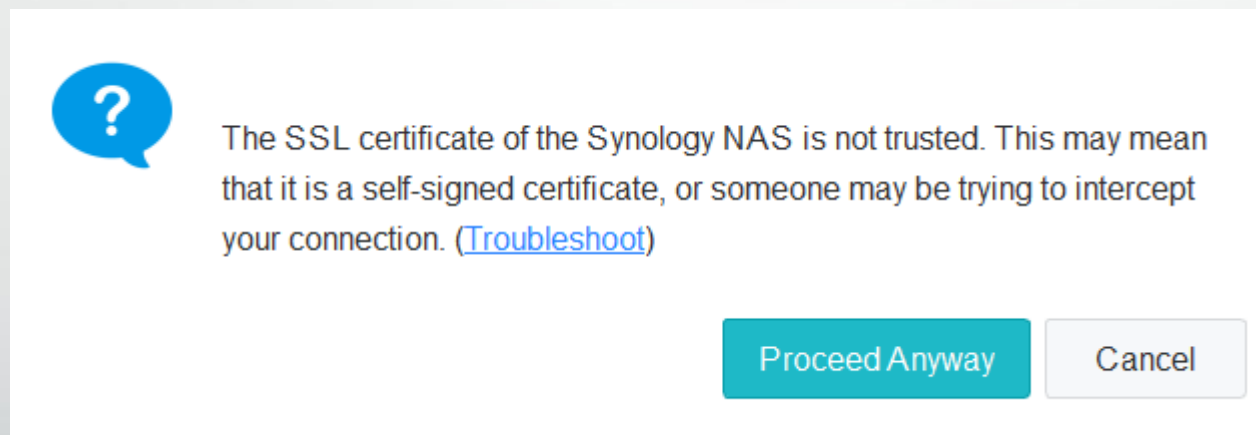 ?
The SSL certificate of the Synology NAS is not trusted. This may mean
that it is a self-signed certificate, or someone may be trying to intercept
your connection. (Troubleshoot)
Proceed Anyway Cancel